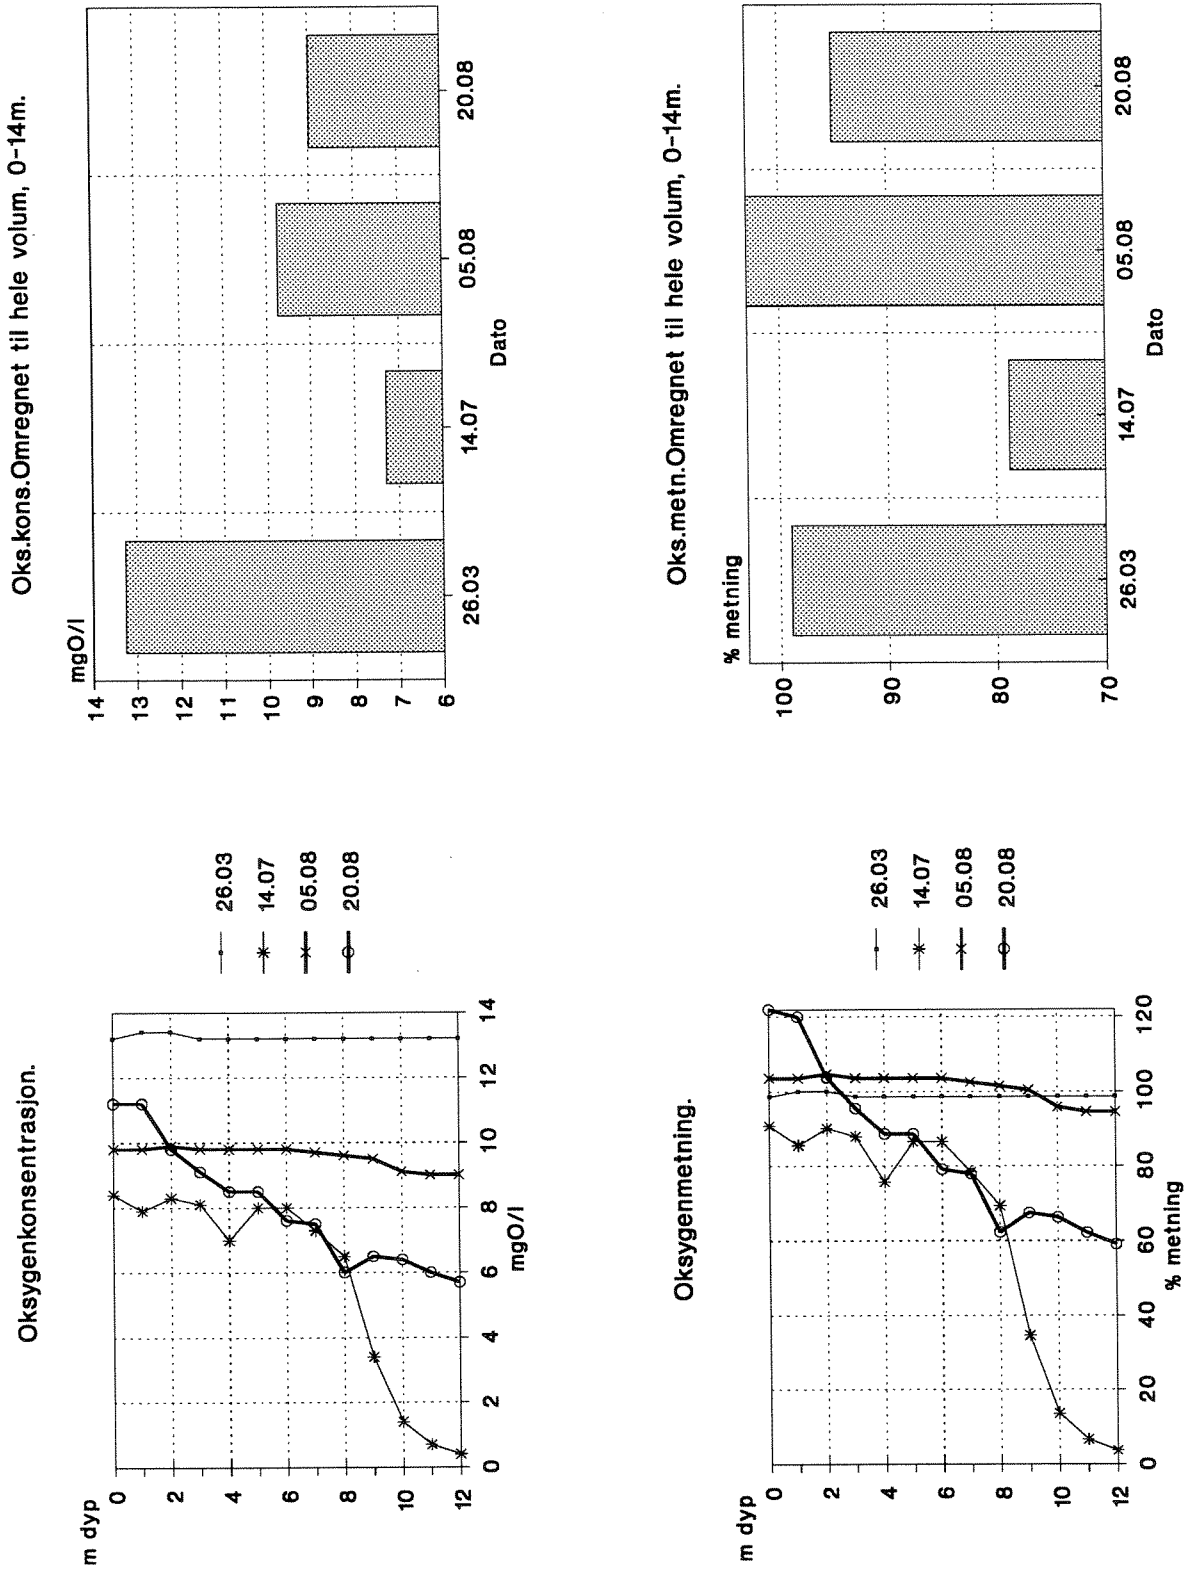 Oksygenkonsentrasjon.
m dyp
0
2
4
6
8
10
12
0 2 4 6 8 10 12 14
mgO/l
26.03
14.07
05.08
20.08
Oks.kons.Omregnet til hele volum, 0-14m.
mgO/l
14
13
12
11
10
9
8
7
6
26.03 14.07 05.08 20.08
Dato
Oksygenmetning.
m dyp
0
2
4
6
8
10
12
0 20 40 60 80 100 120
% metning
26.03
14.07
05.08
20.08
Oks.metn.Omregnet til hele volum, 0-14m.
% metning
100
90
80
70
26.03 14.07 05.08 20.08
Dato